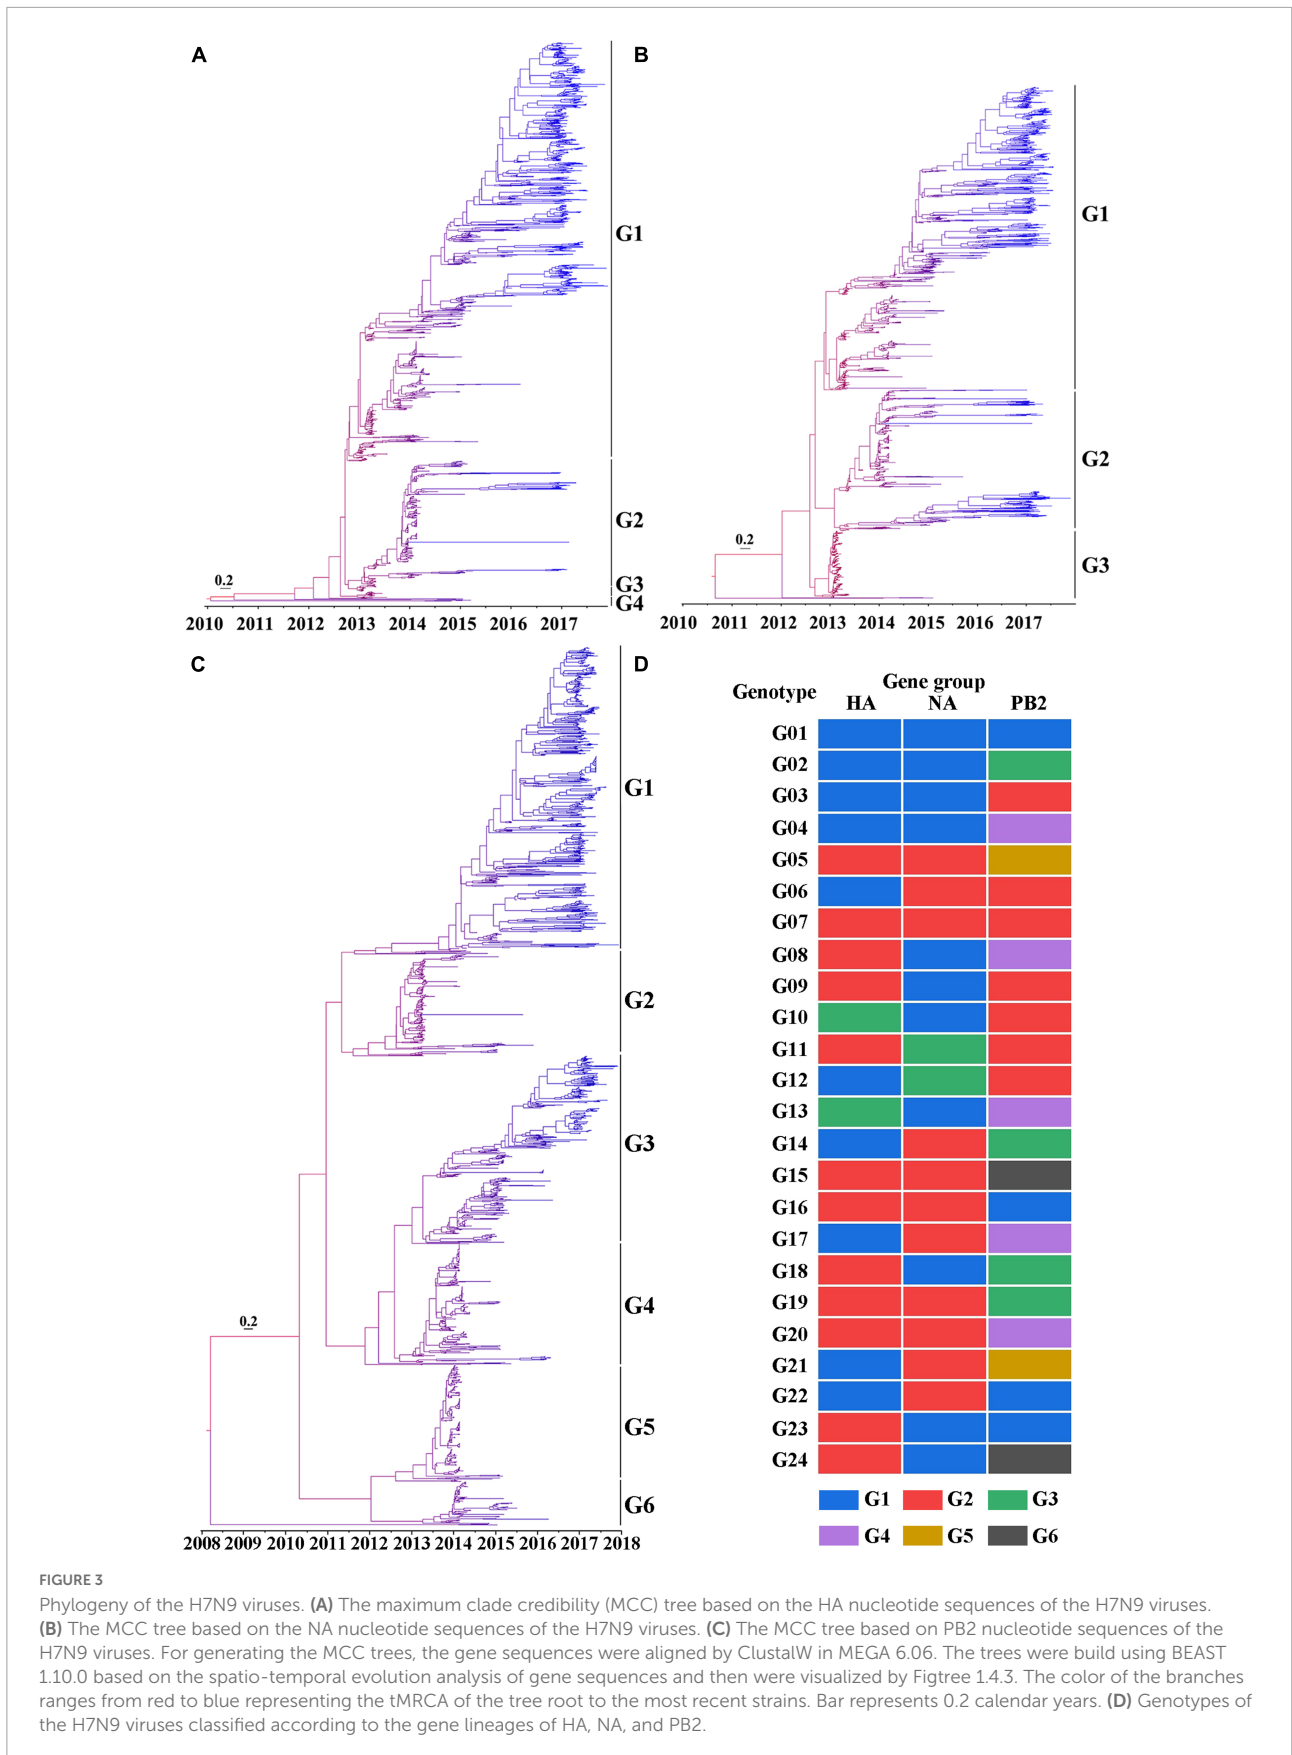 A
G1
G2
G3
G4
0.2
2010 2011 2012 2013 2014 2015 2016 2017
B
G1
G2
G3
0.2
2010 2011 2012 2013 2014 2015 2016 2017
C
G1
G2
G3
G4
G5
G6
0.2
2008 2009 2010 2011 2012 2013 2014 2015 2016 2017 2018
D
Gene group
Genotype HA NA PB2
G01
G02
G03
G04
G05
G06
G07
G08
G09
G10
G11
G12
G13
G14
G15
G16
G17
G18
G19
G20
G21
G22
G23
G24
G1 G2 G3
G4 G5 G6
FIGURE 3
Phylogeny of the H7N9 viruses. (A) The maximum clade credibility (MCC) tree based on the HA nucleotide sequences of the H7N9 viruses.
(B) The MCC tree based on the NA nucleotide sequences of the H7N9 viruses. (C) The MCC tree based on PB2 nucleotide sequences of the
H7N9 viruses. For generating the MCC trees, the gene sequences were aligned by ClustalW in MEGA 6.06. The trees were build using BEAST
1.10.0 based on the spatio-temporal evolution analysis of gene sequences and then were visualized by Figtree 1.4.3. The color of the branches
ranges from red to blue representing the tMRCA of the tree root to the most recent strains. Bar represents 0.2 calendar years. (D) Genotypes of
the H7N9 viruses classified according to the gene lineages of HA, NA, and PB2.